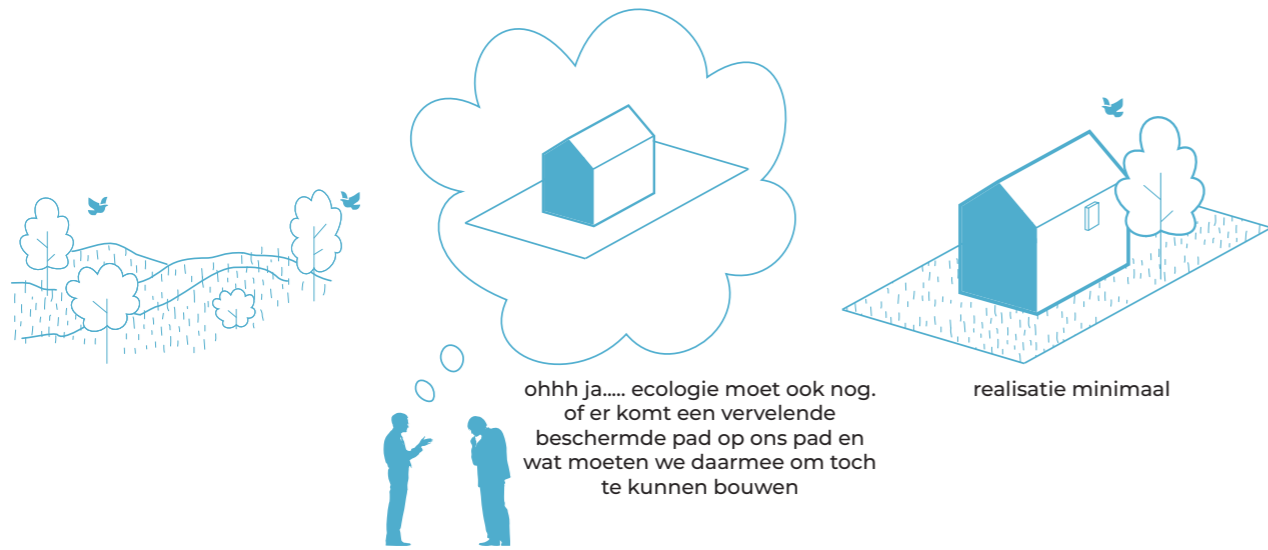 ohhh ja..... ecologie moet ook nog.
of er komt een vervelende
beschermde pad op ons pad en
wat moeten we daarmee om toch
te kunnen bouwen
realisatie minimaal